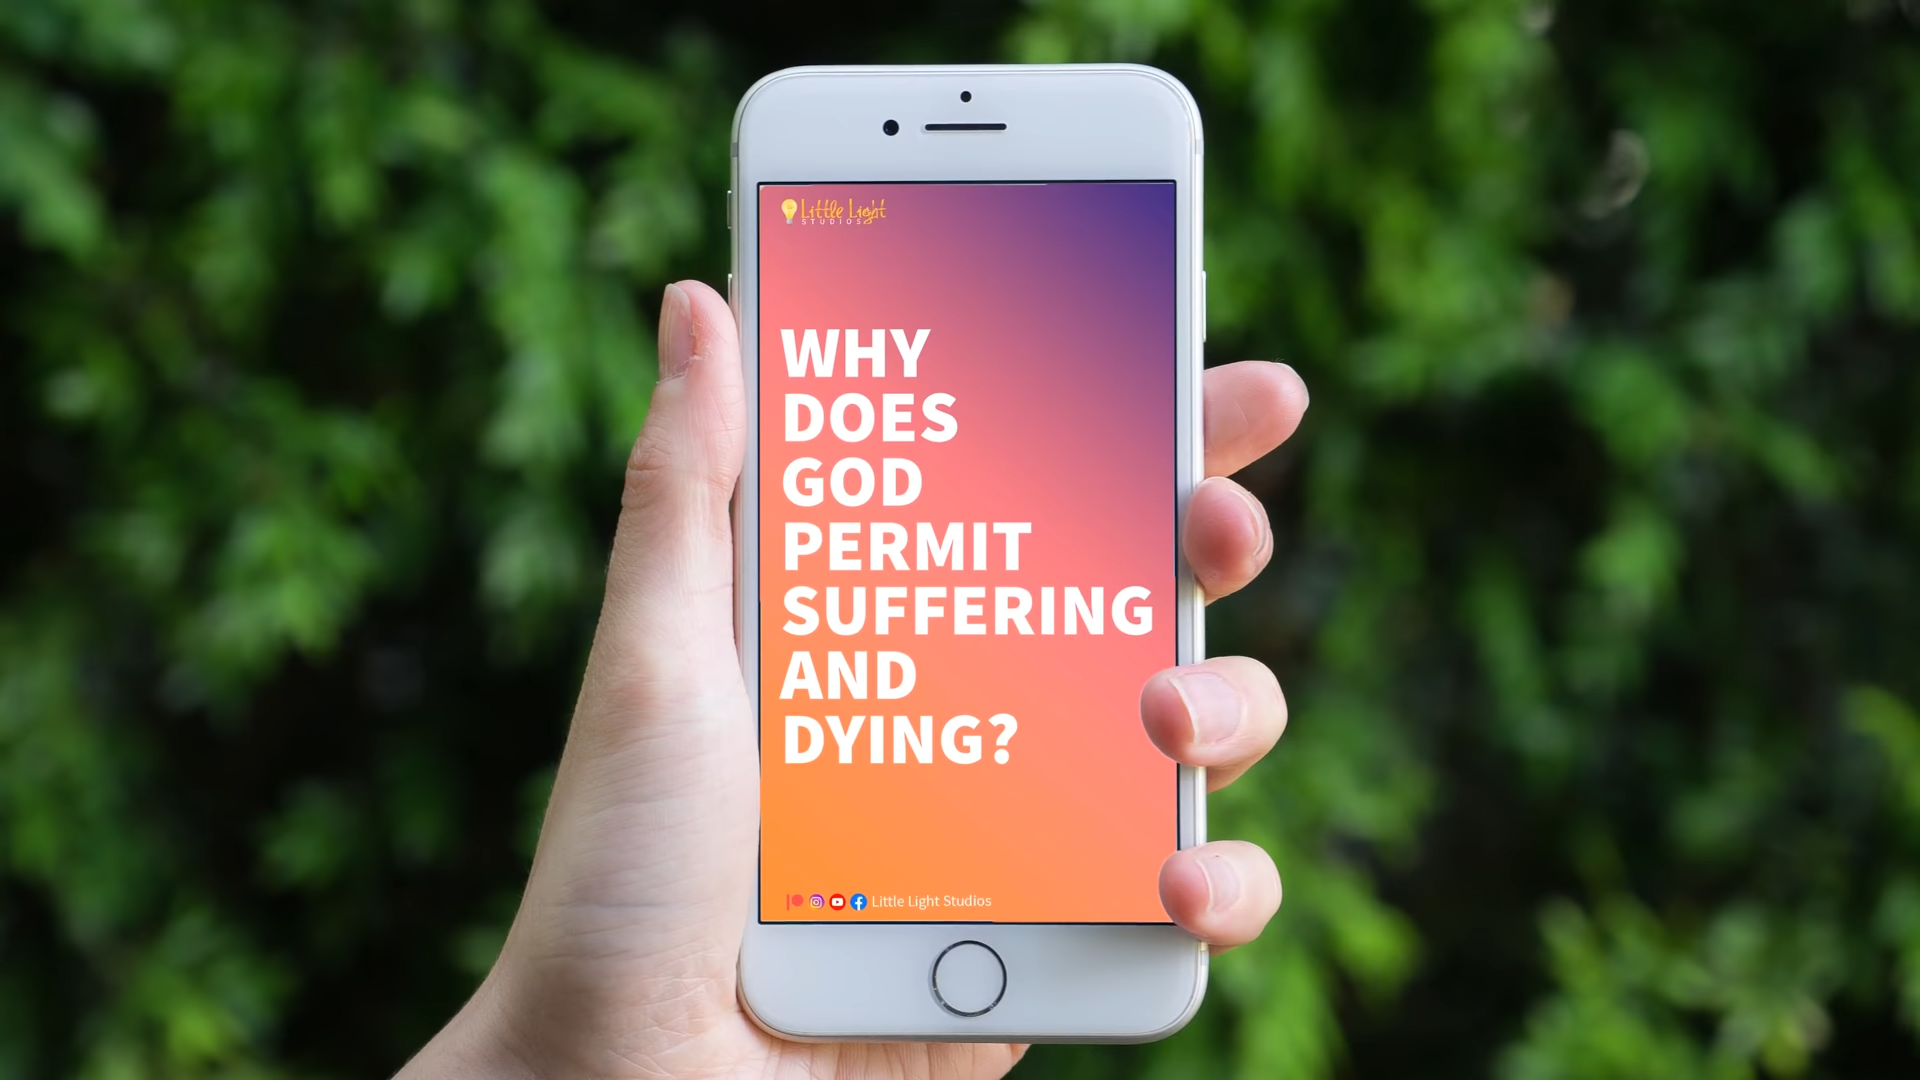 Little Light
STUDIOS
WHY
DOES
GOD
PERMIT
SUFFERING
AND
DYING?
Little Light Studios